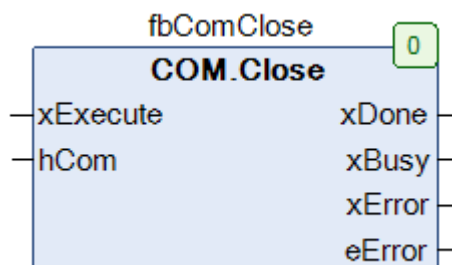 fbComClose
0
COM.Close
xExecute xDone
hCom xBusy
xError
eError